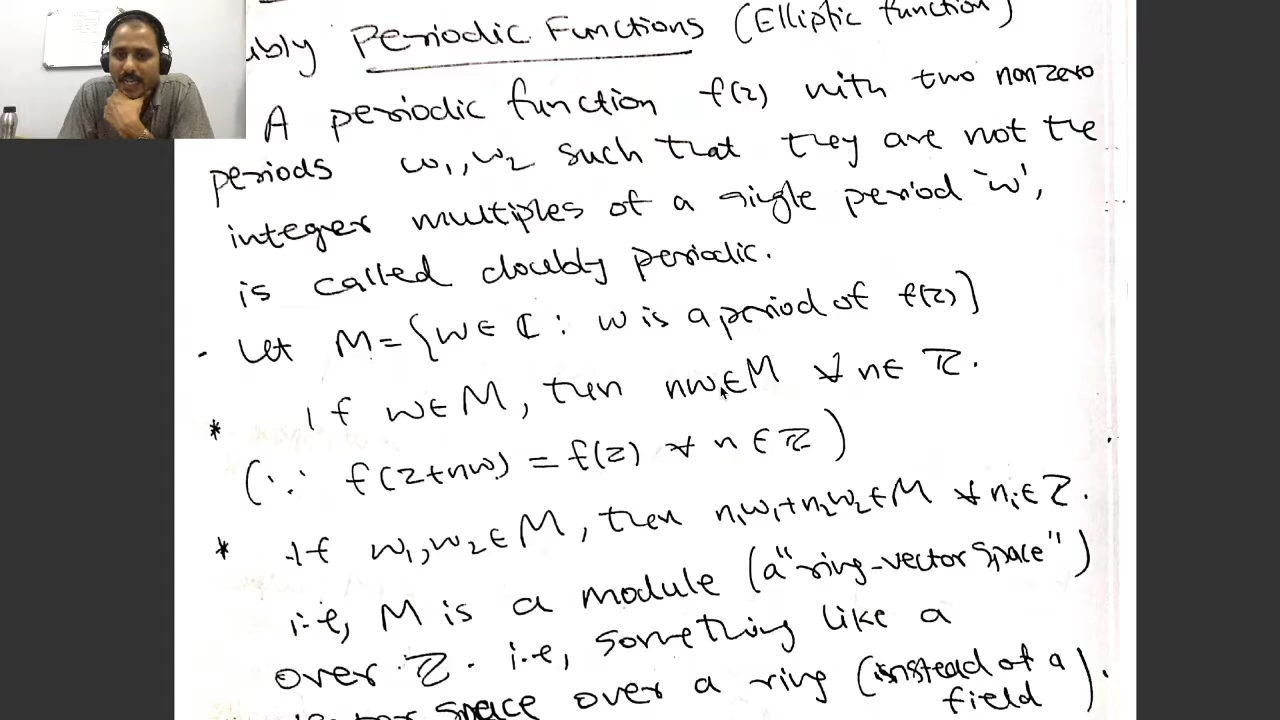 ubly Periodic Functions (Elliptic function)
A periodic function f(z) with two nonzero
periods ω₁, ω₂ such that they are not the
integer multiples of a single period 'ω',
is called doubly periodic.
· Let M = {ω ∈ ℂ : ω is a period of f(z)}
* If ω ∈ M, then nω ∈ M ∀ n ∈ ℤ.
(∵ f(z+nω) = f(z) ∀ n ∈ ℤ)
* If ω₁, ω₂ ∈ M, then n₁ω₁+n₂ω₂ ∈ M ∀ nᵢ ∈ ℤ.
i.e, M is a module (a "ring-vector space")
over ℤ. i.e, something like a
space over a ring (instead of a
field).